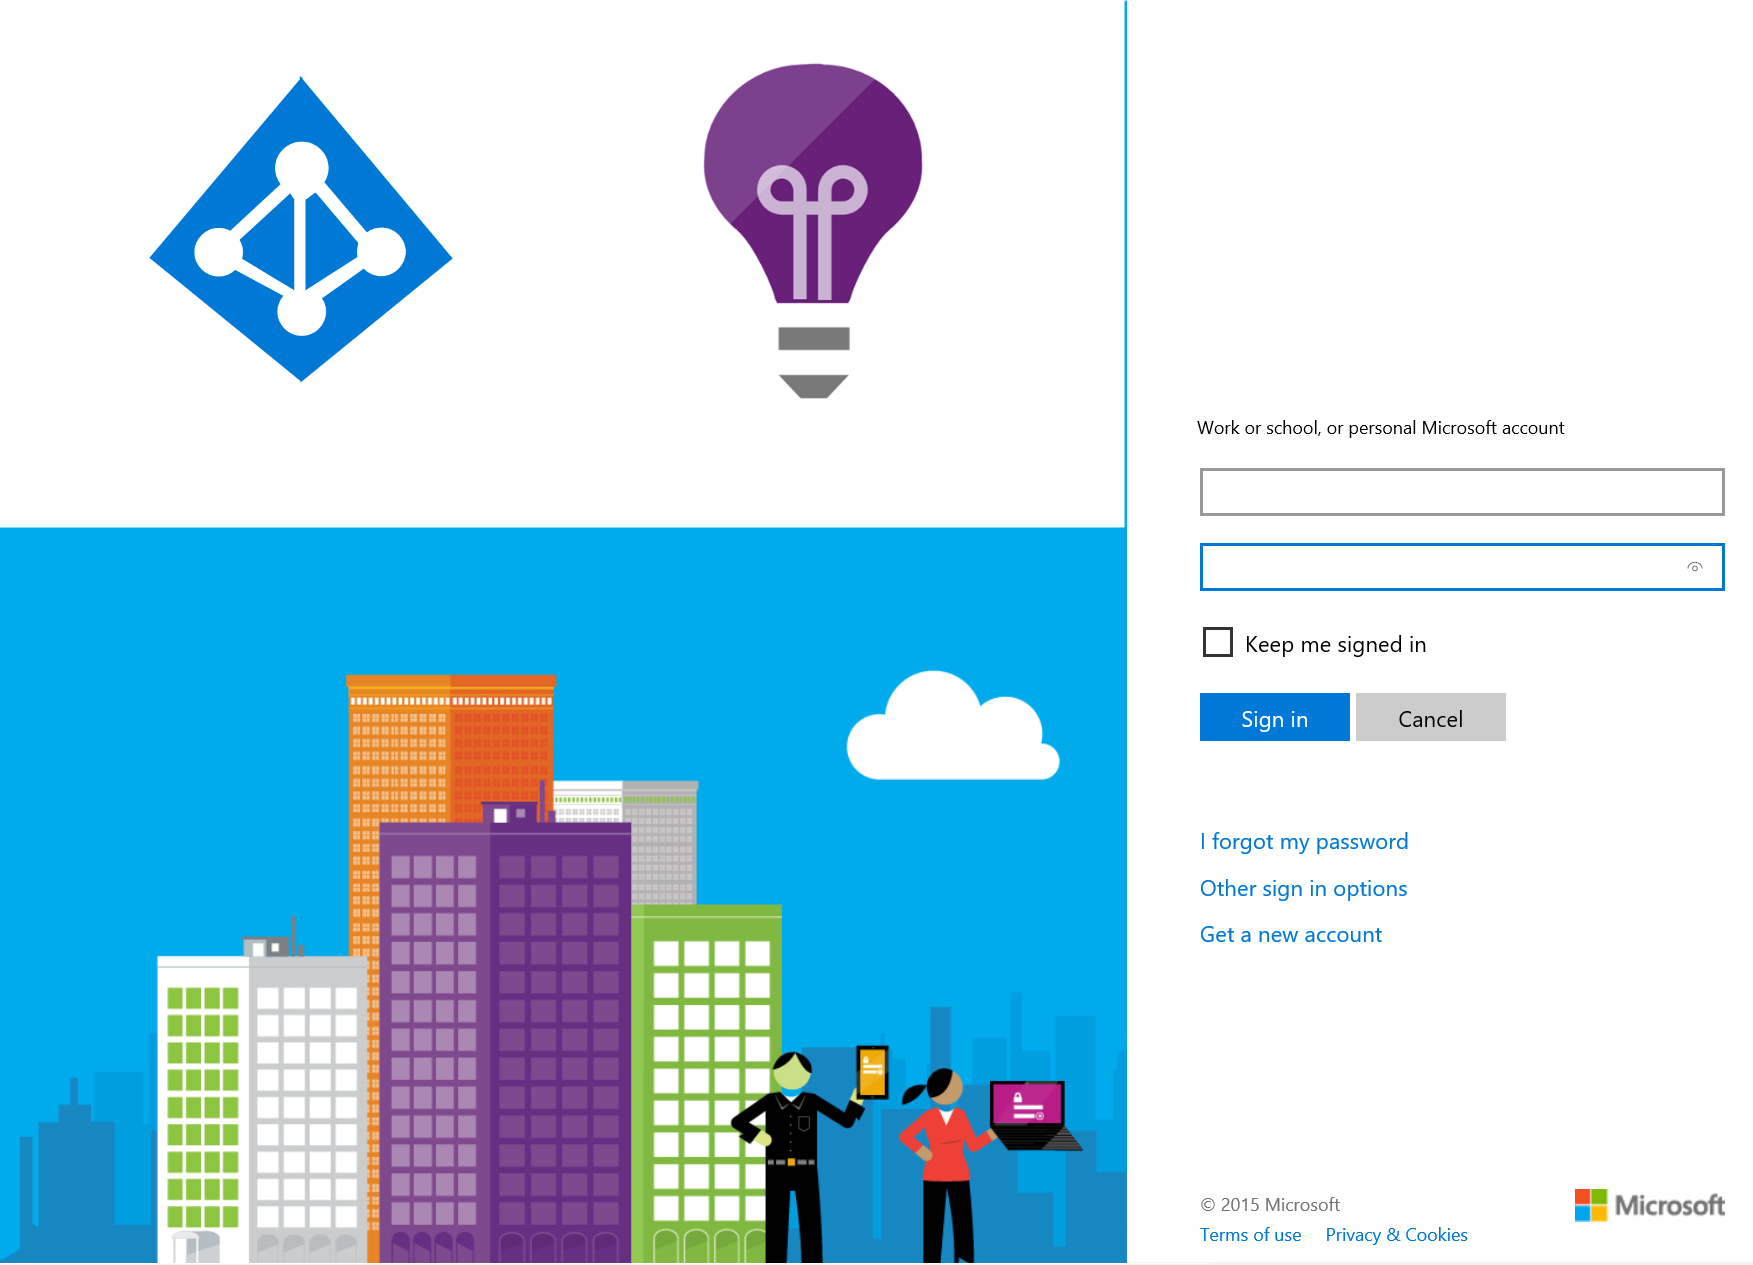 Work or school, or personal Microsoft account
Keep me signed in
Sign in
Cancel
I forgot my password
Other sign in options
Get a new account
© 2015 Microsoft
Microsoft
Terms of use
Privacy & Cookies